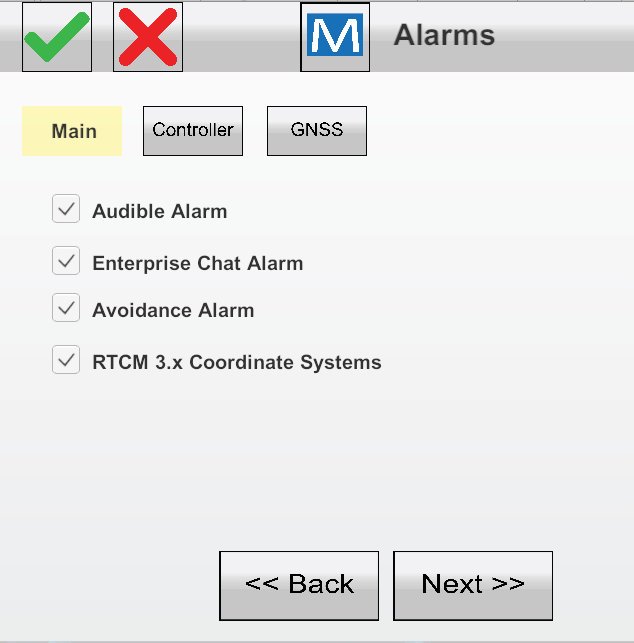 M
Alarms
Main
Controller
GNSS
Audible Alarm
Enterprise Chat Alarm
Avoidance Alarm
RTCM 3.x Coordinate Systems
<< Back
Next >>